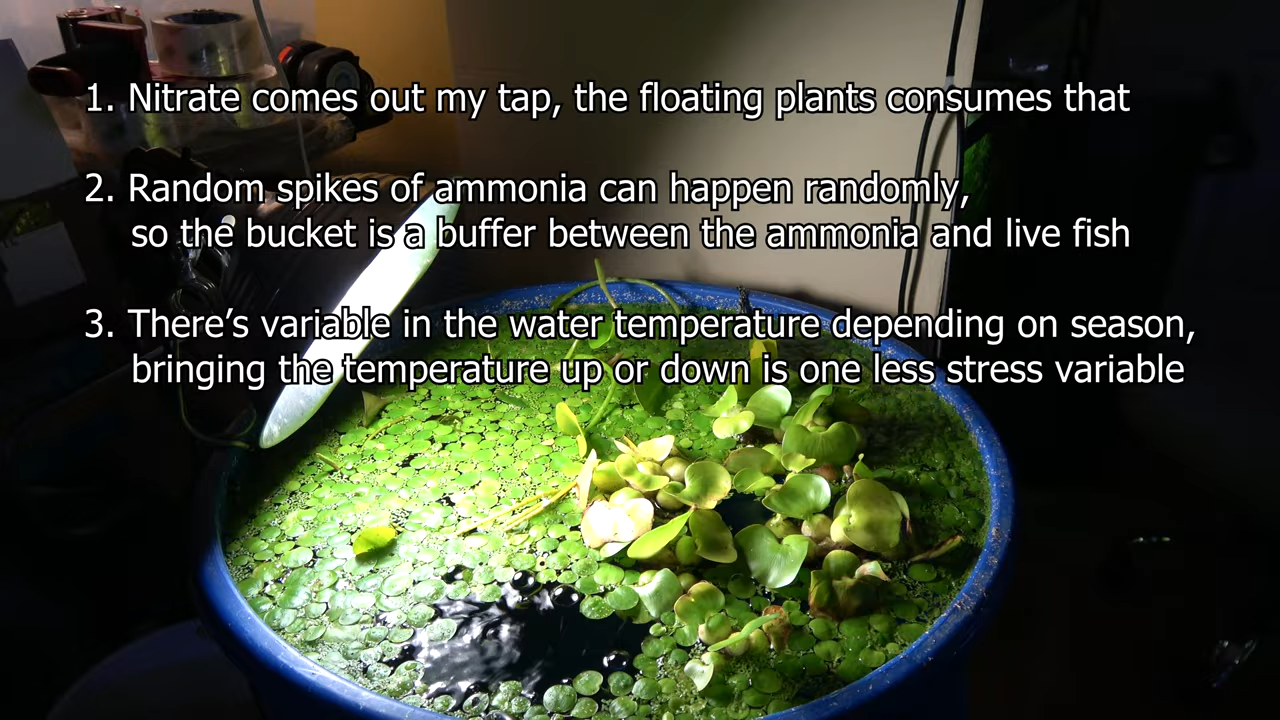 1. Nitrate comes out my tap, the floating plants consumes that
2. Random spikes of ammonia can happen randomly,
so the bucket is a buffer between the ammonia and live fish
3. There’s variable in the water temperature depending on season,
bringing the temperature up or down is one less stress variable